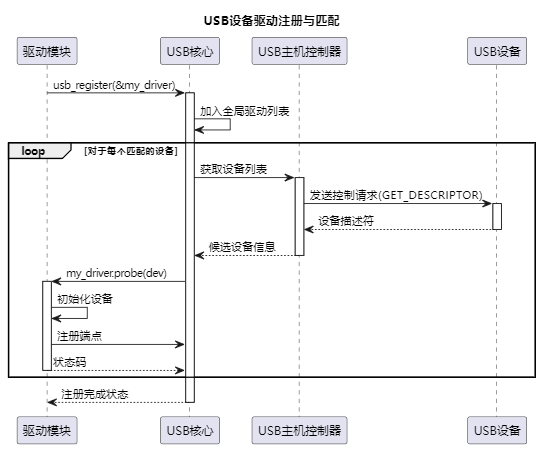 USB设备驱动注册与匹配
驱动模块 USB核心 USB主机控制器 USB设备
usb_register(&my_driver)
加入全局驱动列表
loop [对于每个匹配的设备]
获取设备列表
发送控制请求(GET_DESCRIPTOR)
设备描述符
候选设备信息
my_driver.probe(dev)
初始化设备
注册端点
状态码
注册完成状态
驱动模块 USB核心 USB主机控制器 USB设备